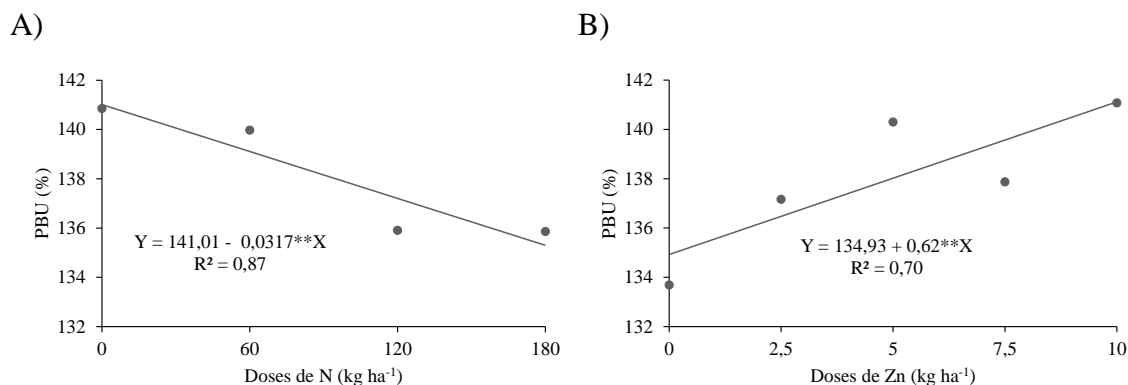 A)
142
140
138
136
134
132
PBU (%)
Y = 141,01 - 0,0317**X
R² = 0,87
0
60
120
180
Doses de N (kg ha⁻¹)
B)
142
140
138
136
134
132
PBU (%)
Y = 134,93 + 0,62**X
R² = 0,70
0
2,5
5
7,5
10
Doses de Zn (kg ha⁻¹)